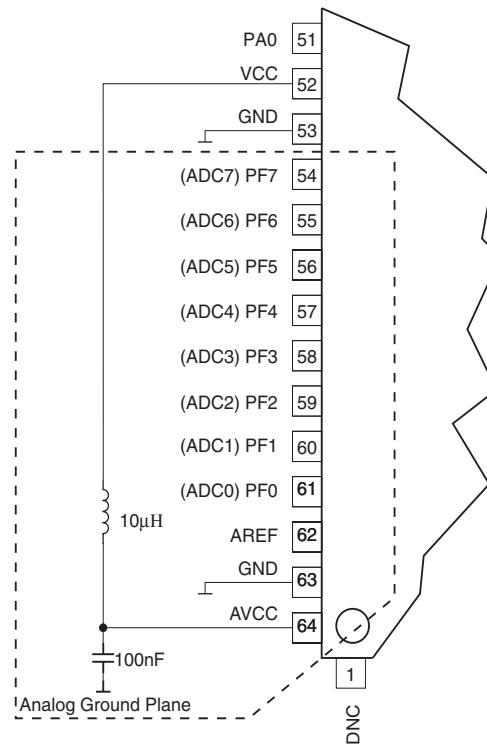 PA0 51
VCC 52
GND 53
(ADC7) PF7 54
(ADC6) PF6 55
(ADC5) PF5 56
(ADC4) PF4 57
(ADC3) PF3 58
(ADC2) PF2 59
(ADC1) PF1 60
(ADC0) PF0 61
10μH
AREF 62
GND 63
AVCC 64
100nF
1
Analog Ground Plane
DNC